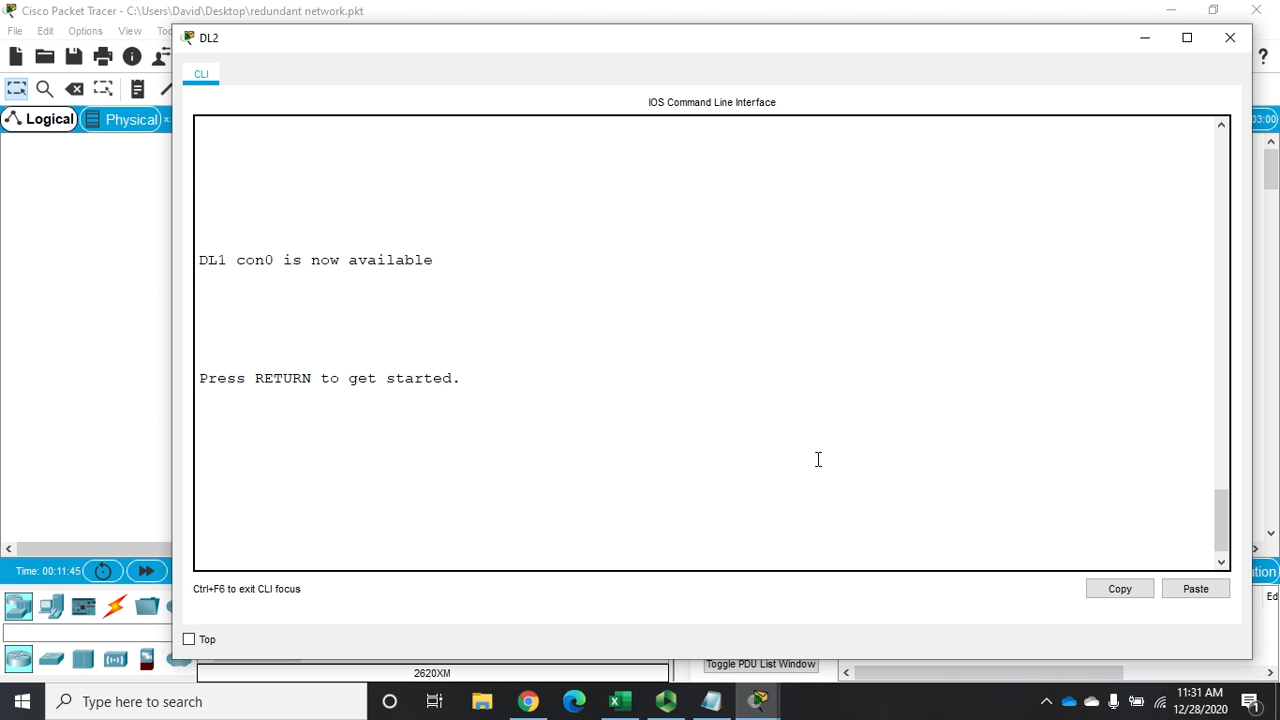 Cisco Packet Tracer - C:\Users\David\Desktop\redundant network.pkt
File Edit Options View
DL2
CLI
IOS Command Line Interface
Logical
Physical
03:00)
DL1 con0 is now available
Press RETURN to get started.
Time: 00:11:45
Ctrl+F6 to exit CLI focus
Copy
Paste
Top
2620XM
Toggle PDU List Window
Type here to search
11:31 AM
12/28/2020
1